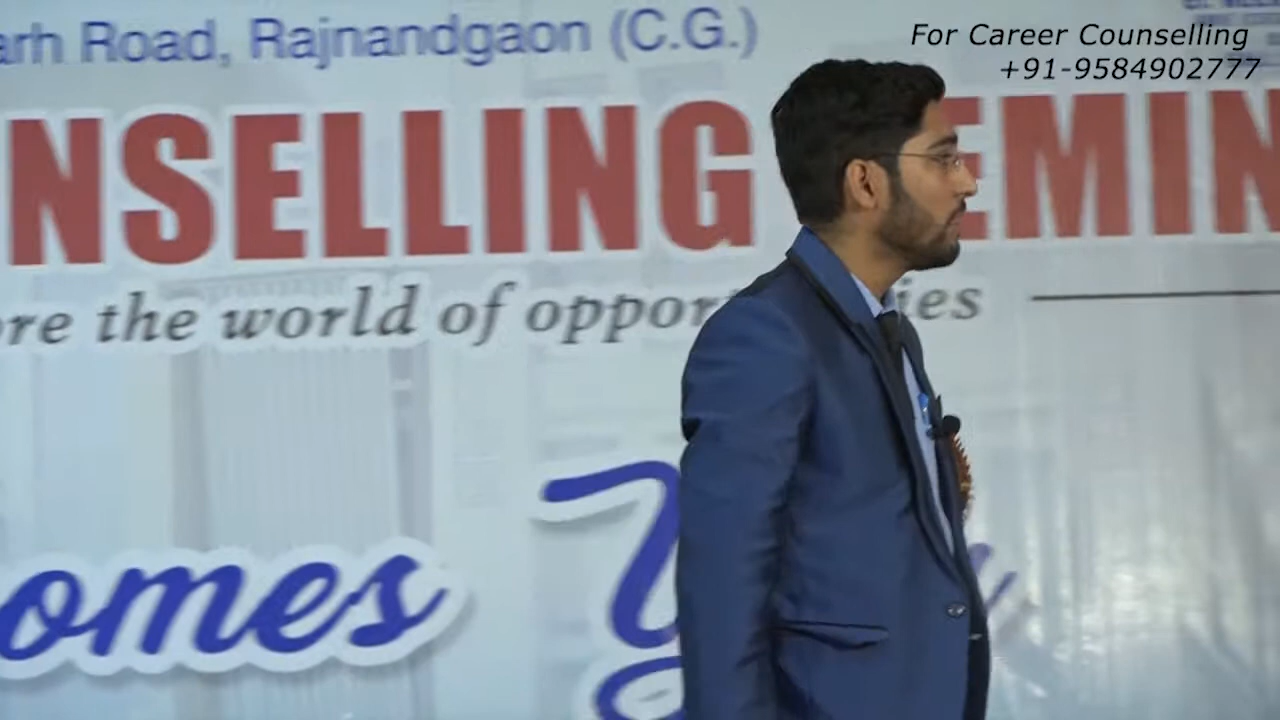 arh Road, Rajnandgaon (C.G.)
For Career Counselling
+91-9584902777
NSELLING EMIN
ore the world of oppor ies
omes Y